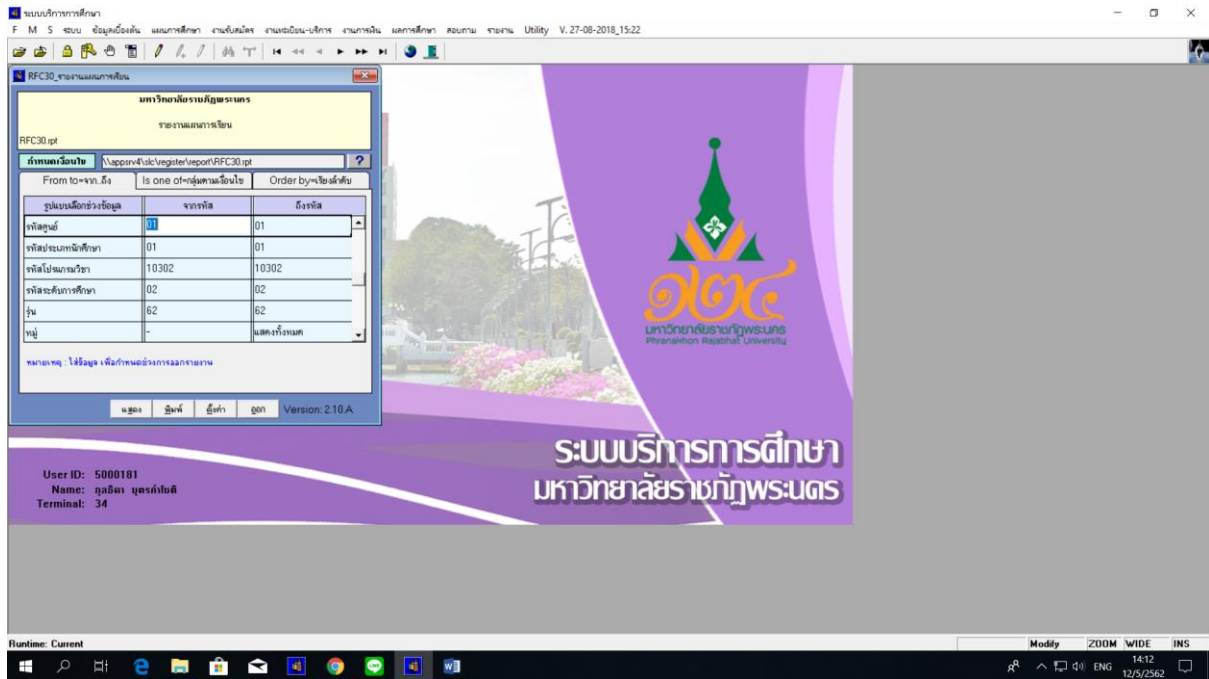 ระบบบริการการศึกษา
F M S ระบบ ข้อมูลเบื้องต้น แผนการศึกษา งานรับสมัคร งานทะเบียน-บริการ งานการเงิน ผลการศึกษา สอบถาม รายงาน Utility V. 27-08-2018_15:22
RFC30_รายงานแผนการเรียน
มหาวิทยาลัยราชภัฏพระนคร
รายงานแผนการเรียน
RFC30.rpt
กำหนดเงื่อนไข \\appsrv4\slc\register\report\RFC30.rpt ?
From to=จาก..ถึง Is one of=กลุ่มตามเงื่อนไข Order by=เรียงลำดับ
รูปแบบเลือกช่วงข้อมูล จากรหัส ถึงรหัส
รหัสศูนย์ 01 01
รหัสประเภทนักศึกษา 01 01
รหัสโปรแกรมวิชา 10302 10302
รหัสระดับการศึกษา 02 02
รุ่น 62 62
หมู่ - แสดงทั้งหมด
หมายเหตุ : ใส่ข้อมูล เพื่อกำหนดช่วงการออกรายงาน
แสดง พิมพ์ ตั้งค่า ออก Version: 2.10.A
๑๒๔
มหาวิทยาลัยราชภัฏพระนคร
Phranakhon Rajabhat University
ระบบบริการการศึกษา
มหาวิทยาลัยราชภัฏพระนคร
User ID: 5000181
Name:
Terminal: 34
Runtime: Current Modify ZOOM WIDE INS
ENG 14:12
12/5/2562